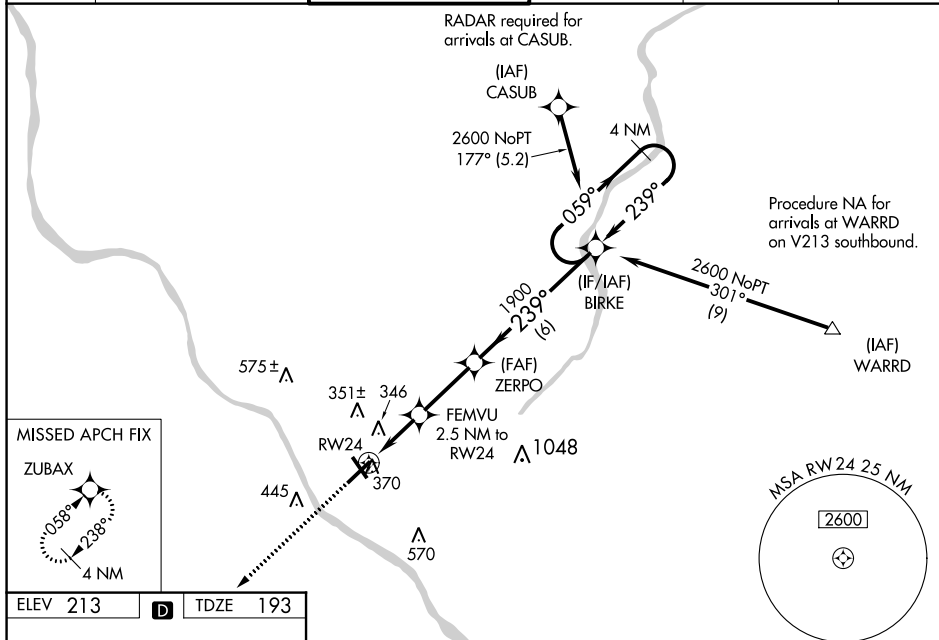 RADAR required for
arrivals at CASUB.
(IAF)
CASUB
2600 NoPT
177° (5.2)
4 NM
059°
239°
Procedure NA for
arrivals at WARRD
on V213 southbound.
2600 NoPT
301°
(9)
(IF/IAF)
BIRKE
1900
239°
(6)
(IAF)
WARRD
(FAF)
ZERPO
575±
351±
346
FEMVU
2.5 NM to
RW24
1048
RW24
370
445
570
MISSED APCH FIX
ZUBAX
058°
238°
4 NM
MSA RW 24 25 NM
2600
ELEV 213
D
TDZE 193